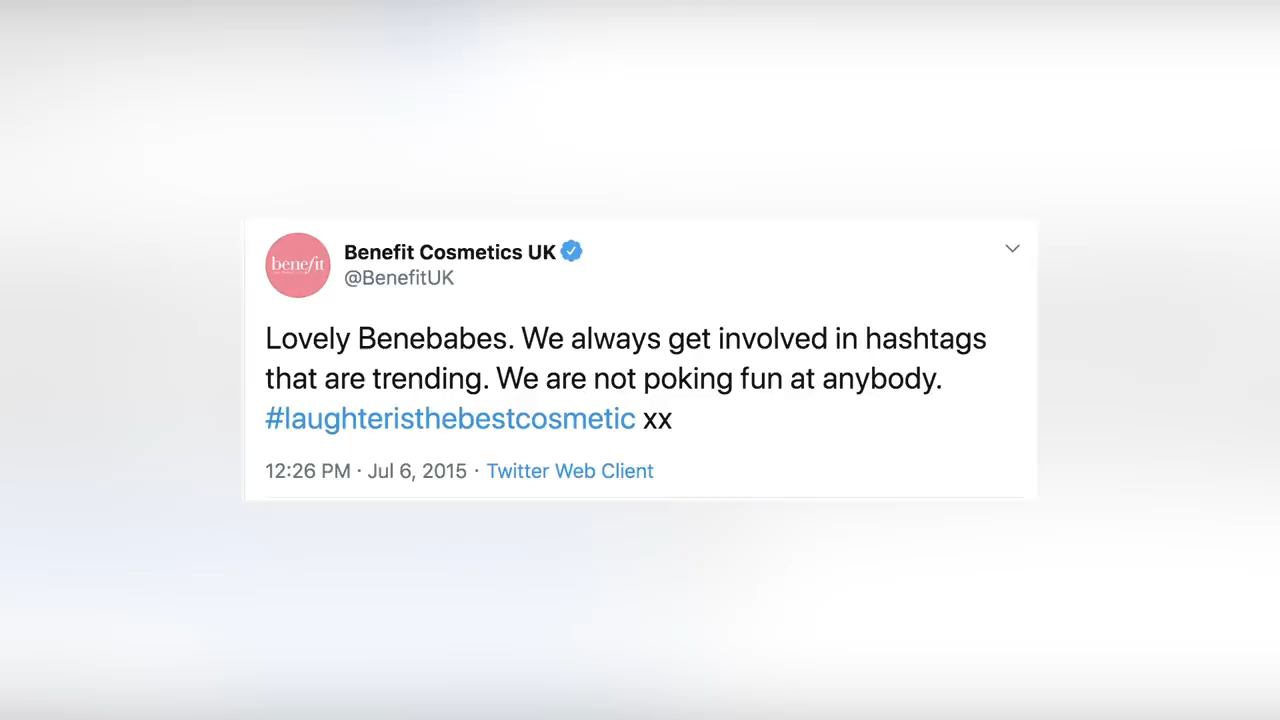 benefit
Benefit Cosmetics UK
@BenefitUK
Lovely Benebabes. We always get involved in hashtags
that are trending. We are not poking fun at anybody.
#laughteristhebestcosmetic xx
12:26 PM · Jul 6, 2015 · Twitter Web Client